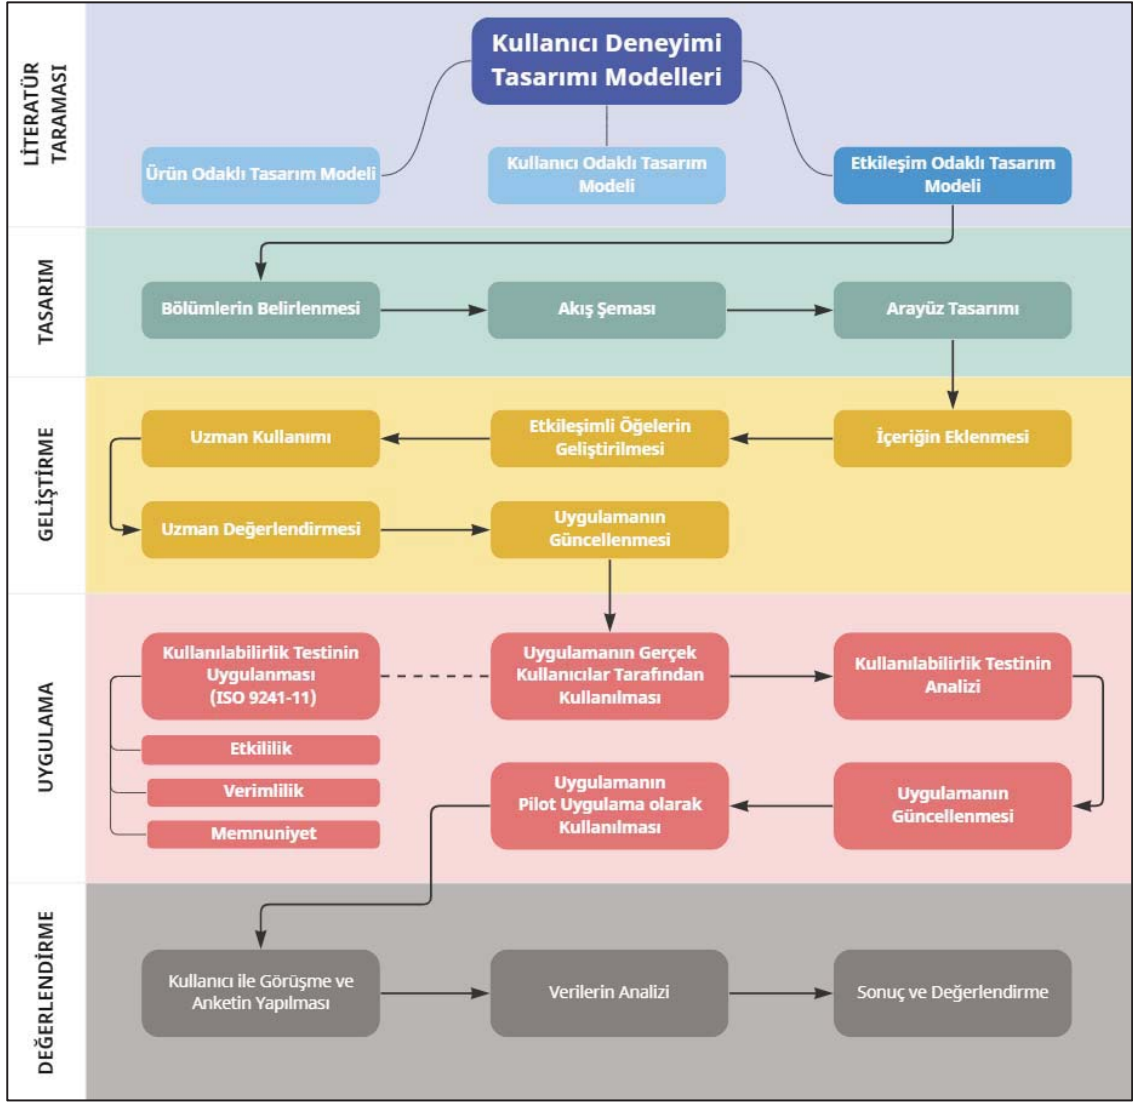 LİTERATÜR
TARAMASI
Kullanıcı Deneyimi
Tasarımı Modelleri
Ürün Odaklı Tasarım Modeli
Kullanıcı Odaklı Tasarım
Modeli
Etkileşim Odaklı Tasarım
Modeli
TASARIM
Bölümlerin Belirlenmesi
Akış Şeması
Arayüz Tasarımı
GELİŞTİRME
Uzman Kullanımı
Etkileşimli Öğelerin
Geliştirilmesi
İçeriğin Eklenmesi
Uzman Değerlendirmesi
Uygulamanın
Güncellenmesi
UYGULAMA
Kullanılabilirlik Testinin
Uygulanması
(ISO 9241-11)
Etkililik
Verimlilik
Memnuniyet
Uygulamanın Gerçek
Kullanıcılar Tarafından
Kullanılması
Kullanılabilirlik Testinin
Analizi
Uygulamanın
Pilot Uygulama olarak
Kullanılması
Uygulamanın
Güncellenmesi
DEĞERLENDİRME
Kullanıcı ile Görüşme ve
Anketin Yapılması
Verilerin Analizi
Sonuç ve Değerlendirme